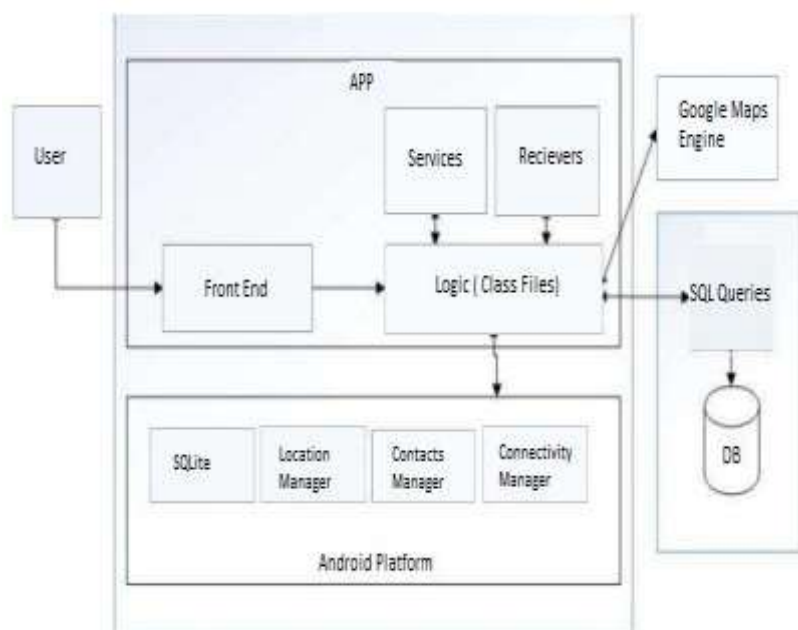 APP
User
Services
Recievers
Google Maps
Engine
Front End
Logic ( Class Files)
SQL Queries
DB
SQLite
Location
Manager
Contacts
Manager
Connectivity
Manager
Android Platform